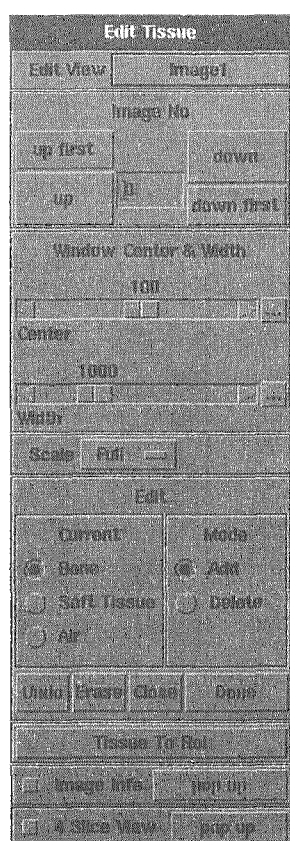 Edit Tissue
Edit View Image1
Image No
up first
down
up
down first
Window Center & Width
100
...
Center
1000
...
Width
Scale Full
Edit
Current Mode
Bone Add
Soft Tissue Delete
Air
Undo Erase Close Done
Tissue To RoI
Image Info pop up
4 Slice View pop up